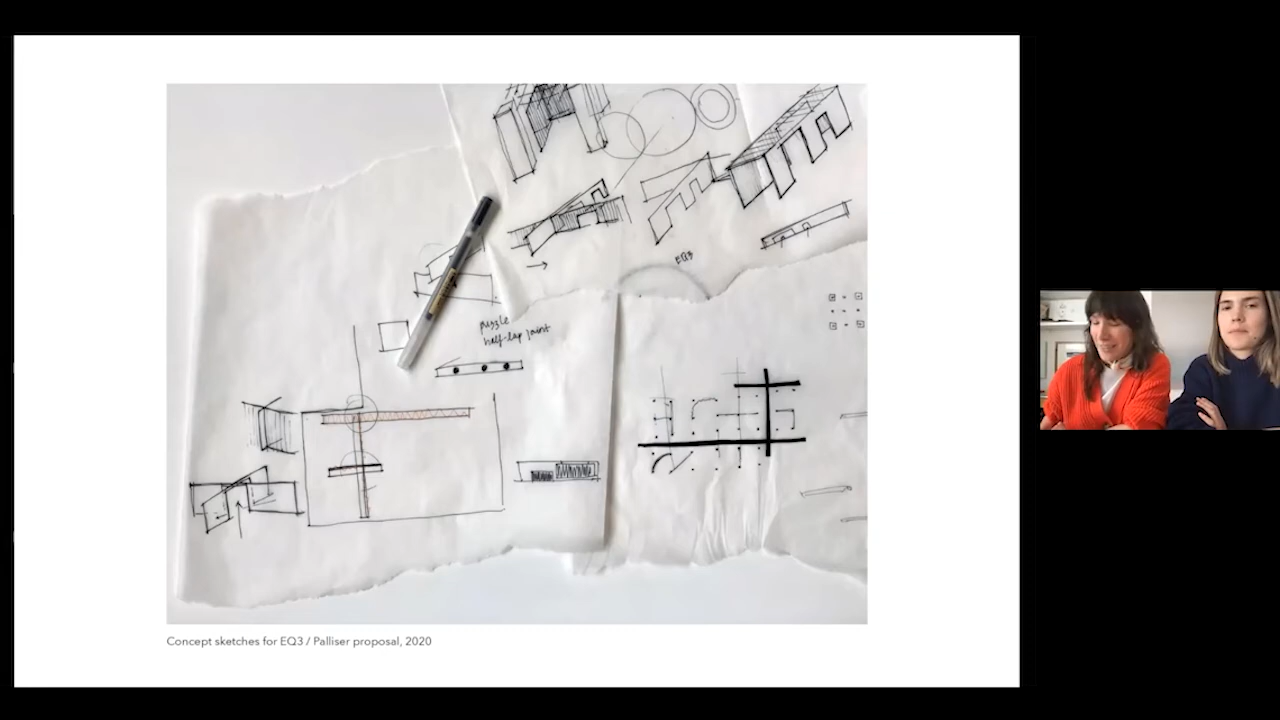 EQ3
puzzle
half-lap joint
Concept sketches for EQ3 / Palliser proposal, 2020